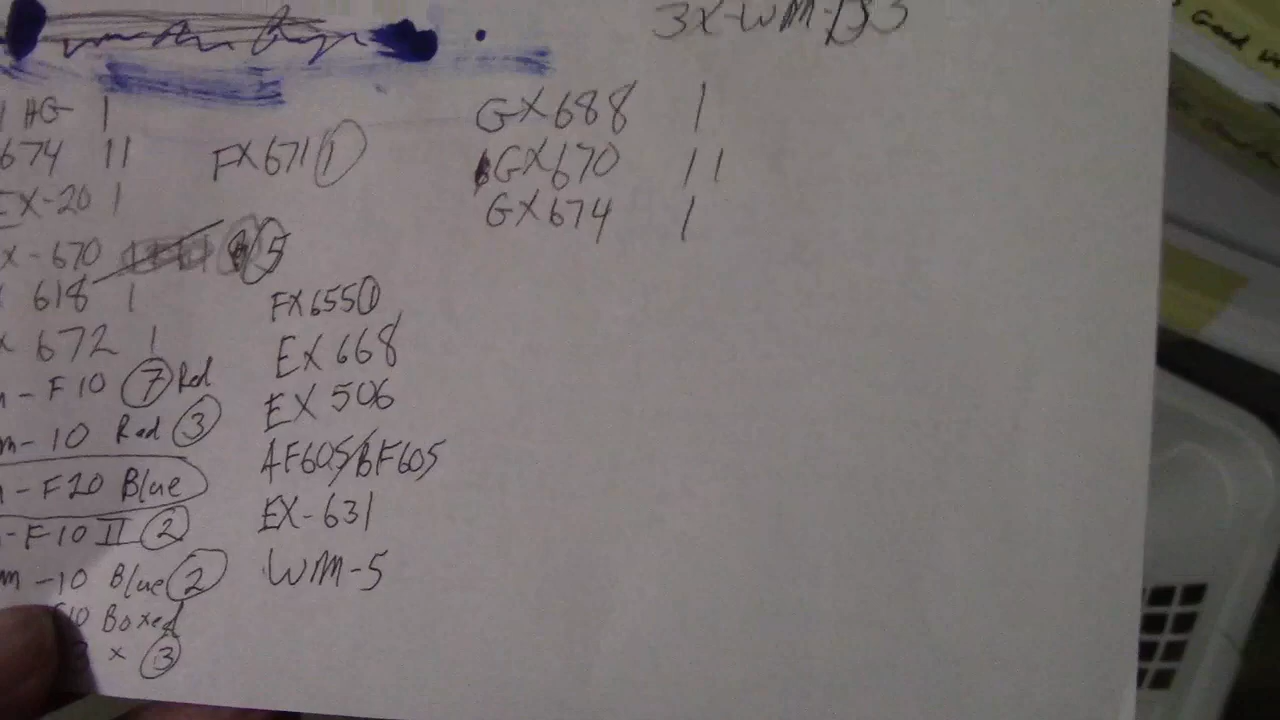 3X-WM-
HG 1
674 11
FX671 1
EX-20 1
X-670 5
618 1
X 672 1
-F10 7 Red
m-10 Red 3
-F20 Blue
-F10 II 2
m-10 Blue 2
10 Boxed
x 3
FX655 1
EX 668
EX 506
AF605/BF605
EX-631
WM-5
GX688 1
GX670 11
GX674 1